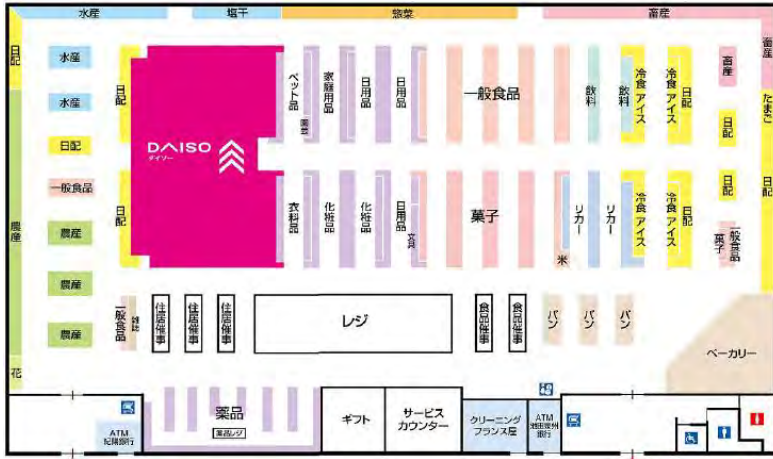 水産
塩干
惣菜
畜産
日配
水産
水産
日配
一般食品
農産
農産
農産
農産
花
日配
日配
DAISO
ダイソー
ペット品
園芸
家庭用品
日用品
日用品
一般食品
飲料
飲料
冷食 アイス
冷食 アイス
日配
畜産
日配
日配
畜産
たまご
日配
衣料品
化粧品
化粧品
日用品
文具
菓子
米
リカー
リカー
冷食 アイス
冷食 アイス
日配
一般食品
菓子
一般食品
雑誌
住居催事
住居催事
住居催事
レジ
食品催事
食品催事
パン
パン
パン
ベーカリー
ATM
紀陽銀行
薬品
薬品レジ
ギフト
サービス
カウンター
クリーニング
フランス屋
ATM
池田泉州
銀行